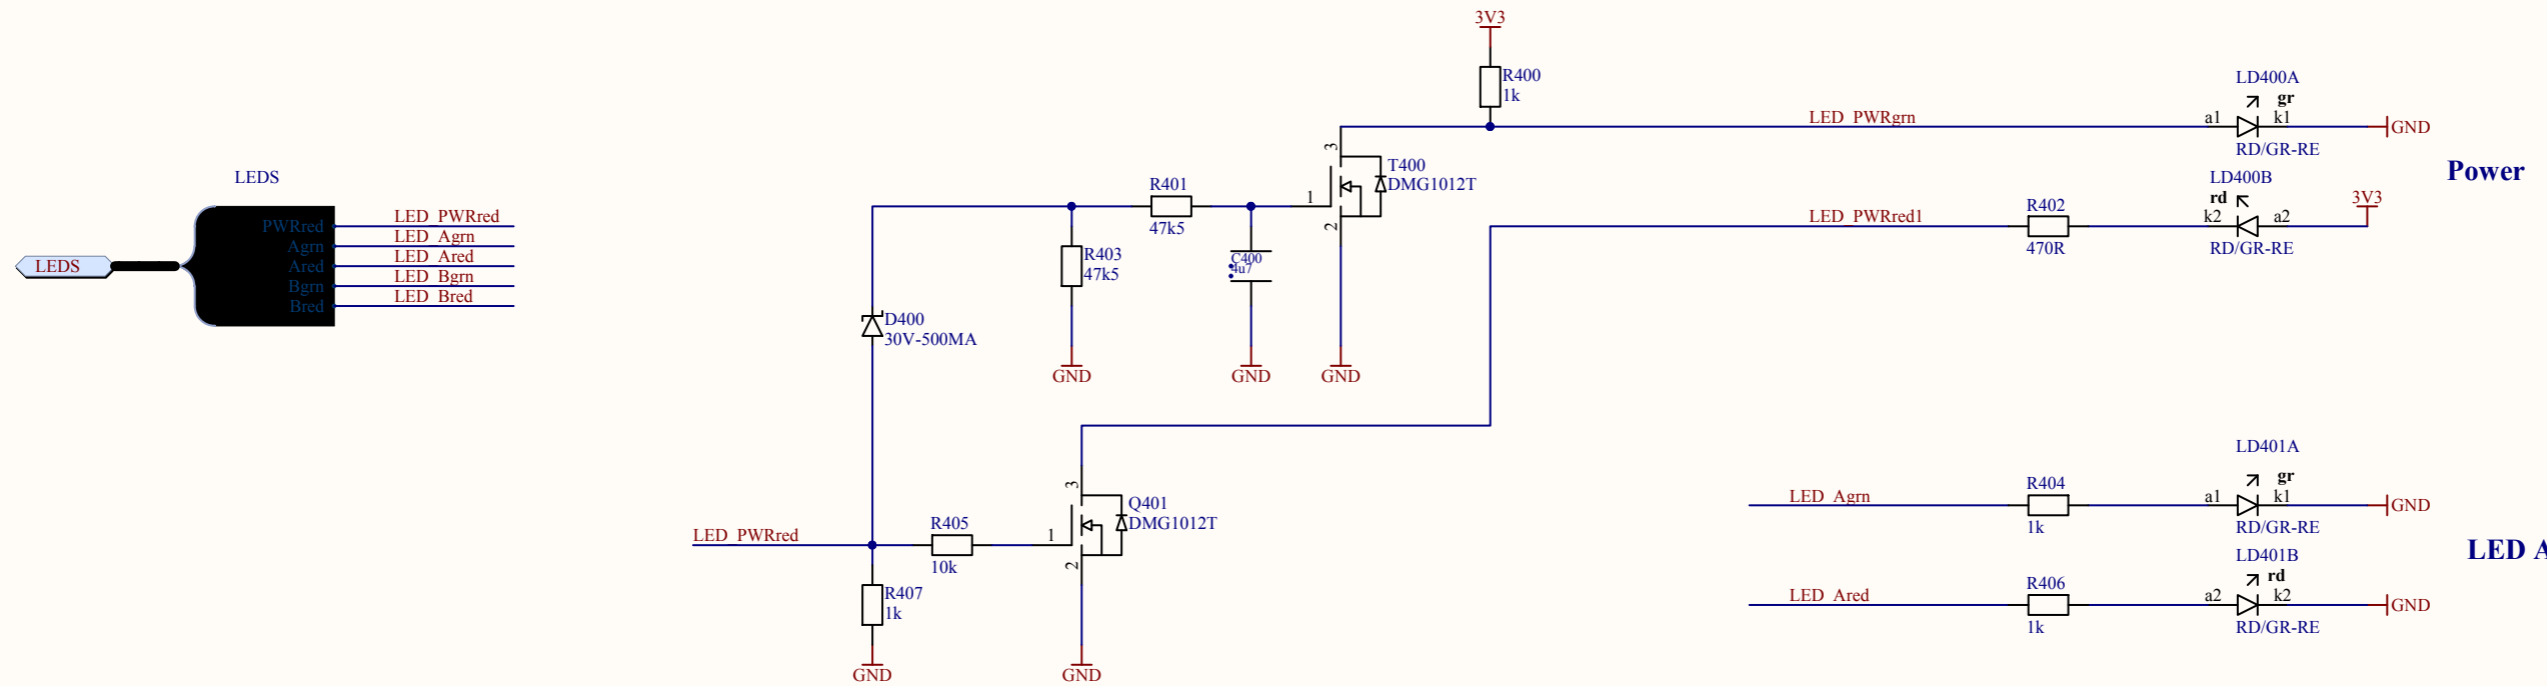 3V3
R400
1k
LD400A
gr
LED_PWRgrn
a1
k1
GND
RD/GR-RE
3
T400
DMG1012T
1
2
R401
47k5
Power
LD400B
rd
LED_PWRred1
R402
470R
k2
a2
3V3
RD/GR-RE
LEDS
LEDS
PWRred
LED_PWRred
Agrn
LED_Agrn
Ared
LED_Ared
Bgrn
LED_Bgrn
Bred
LED_Bred
R403
47k5
C400
4u7
D400
30V-500MA
GND
GND
GND
LD401A
gr
3
Q401
DMG1012T
1
2
LED_Agrn
R404
1k
a1
k1
GND
RD/GR-RE
LED_PWRred
R405
10k
LED A
LD401B
rd
LED_Ared
R406
1k
a2
k2
GND
RD/GR-RE
R407
1k
GND
GND